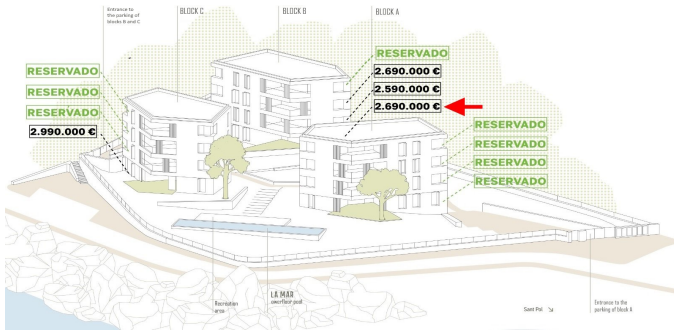 Entrance to
the parking of
blocks B and C
BLOCK C
BLOCK B
BLOCK A
RESERVADO
RESERVADO
RESERVADO
2.990.000 €
RESERVADO
2.690.000 €
2.590.000 €
2.690.000 €
RESERVADO
RESERVADO
RESERVADO
RESERVADO
Recreation
area
LA MAR
overfloor pool
Sant Pol
Entrance to the
parking of block A